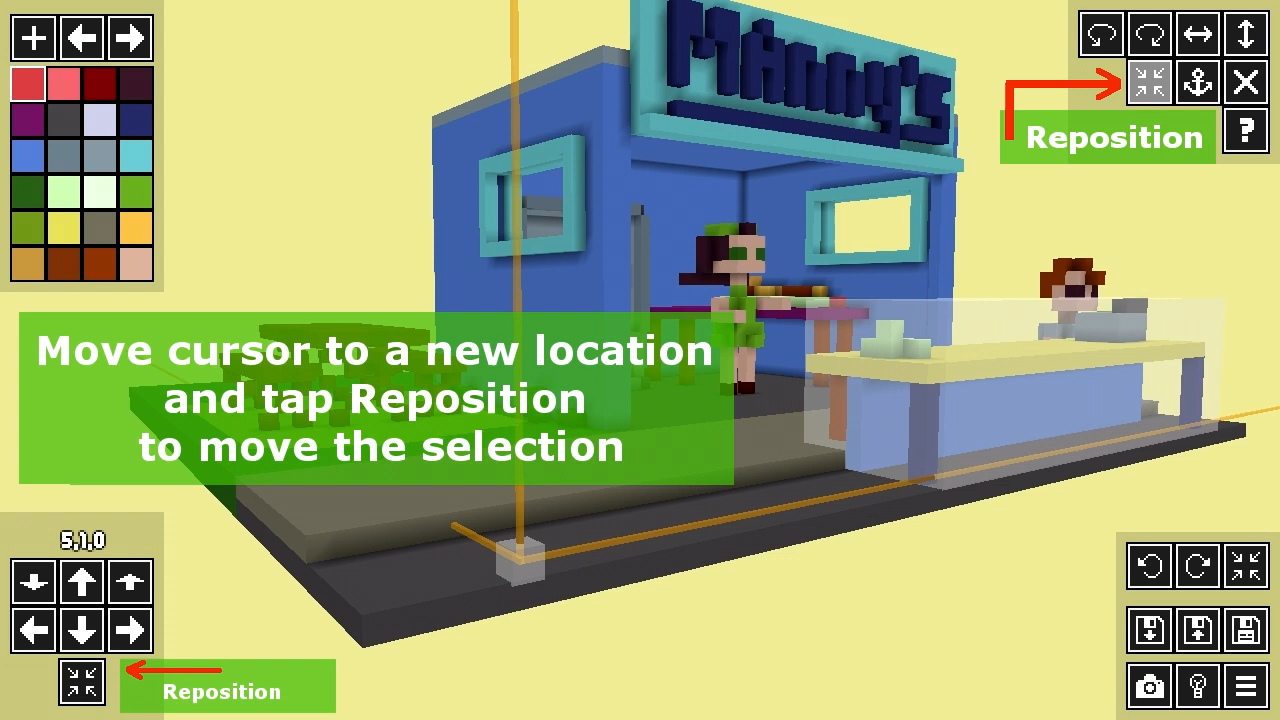 Manny's
Reposition
?
Move cursor to a new location
and tap Reposition
to move the selection
5,1,0
Reposition